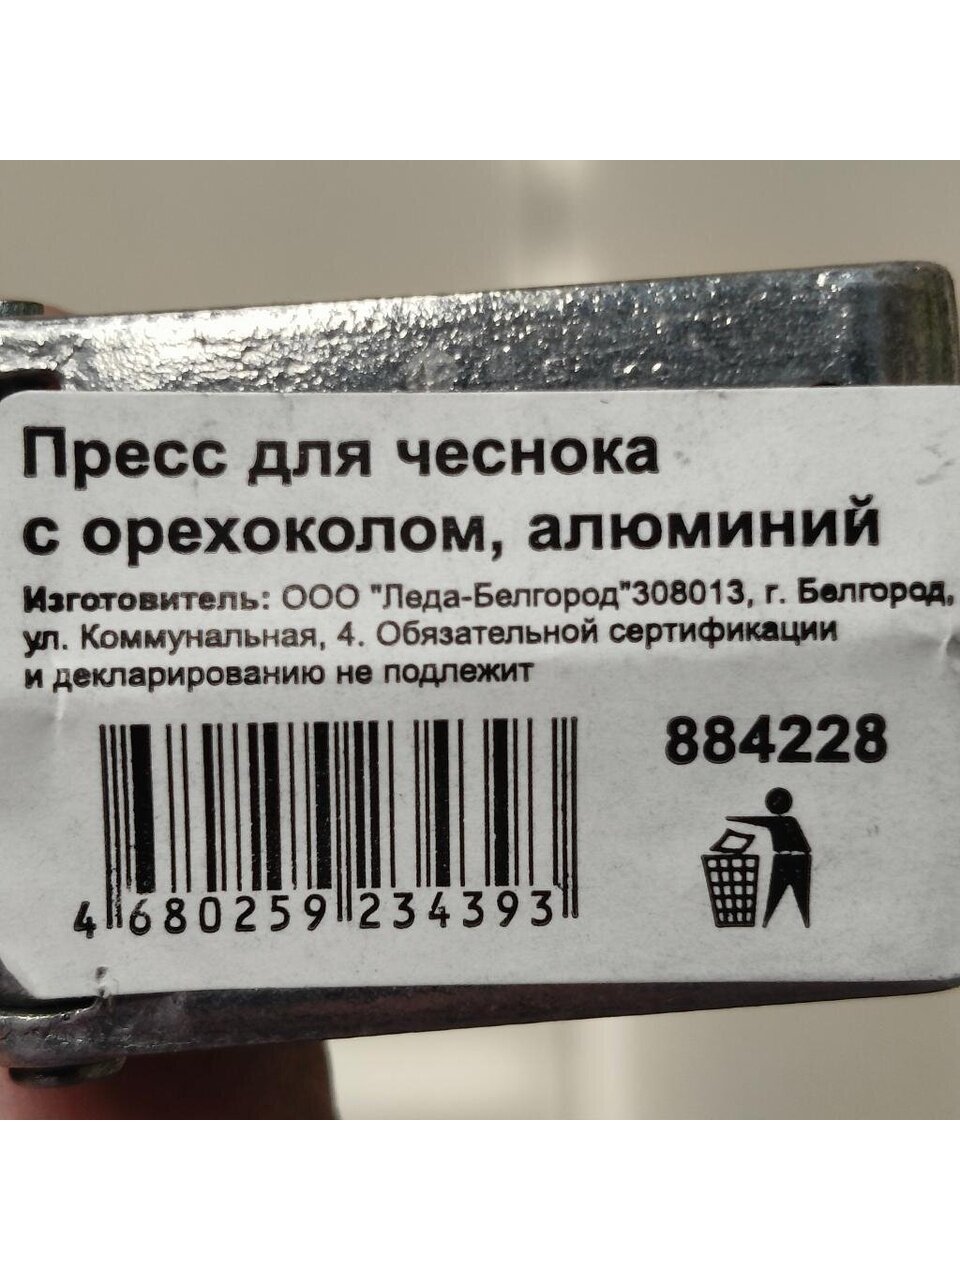 Пресс для чеснока
с орехоколом, алюминий
Изготовитель: ООО "Леда-Белгород"308013, г. Белгород,
ул. Коммунальная, 4. Обязательной сертификации
и декларированию не подлежит
884228
4 680259 234393